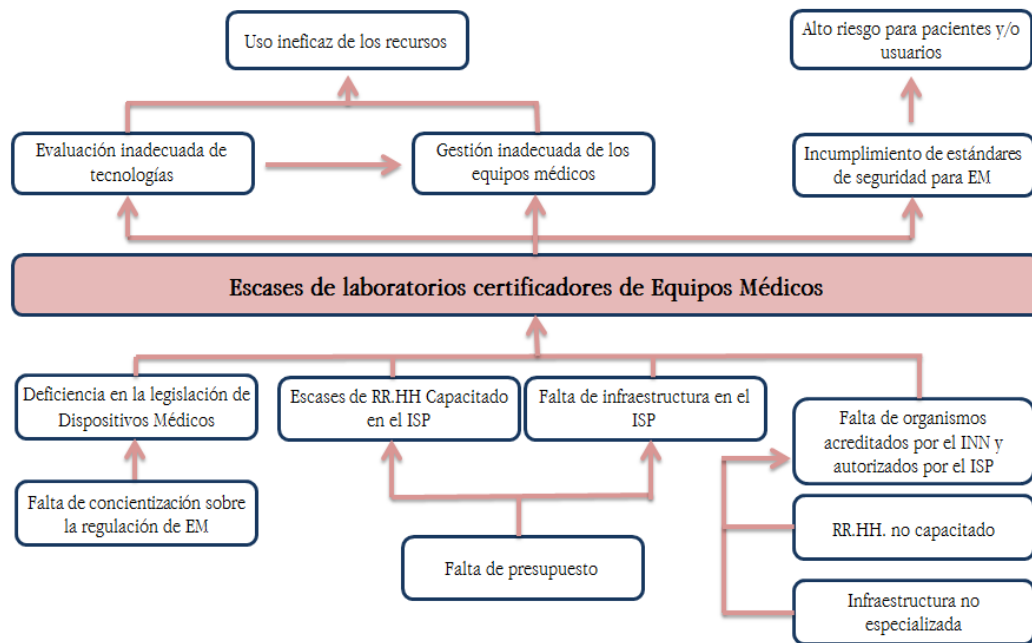 Uso ineficaz de los recursos
Alto riesgo para pacientes y/o
usuarios
Evaluación inadecuada de
tecnologías
Gestión inadecuada de los
equipos médicos
Incumplimiento de estándares
de seguridad para EM
Escases de laboratorios certificadores de Equipos Médicos
Deficiencia en la legislación de
Dispositivos Médicos
Escases de RR.HH Capacitado
en el ISP
Falta de infraestructura en el
ISP
Falta de organismos
acreditados por el INN y
autorizados por el ISP
Falta de concientización sobre
la regulación de EM
RR.HH. no capacitado
Falta de presupuesto
Infraestructura no
especializada